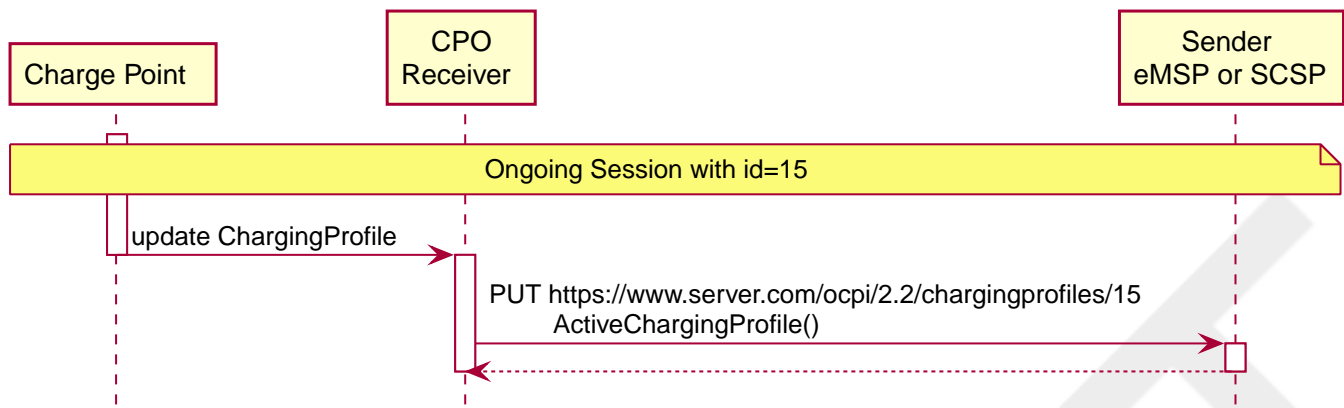 Charge Point
CPO
Receiver
Sender
eMSP or SCSP
Ongoing Session with id=15
update ChargingProfile
PUT https://www.server.com/ocpi/2.2/chargingprofiles/15
ActiveChargingProfile()